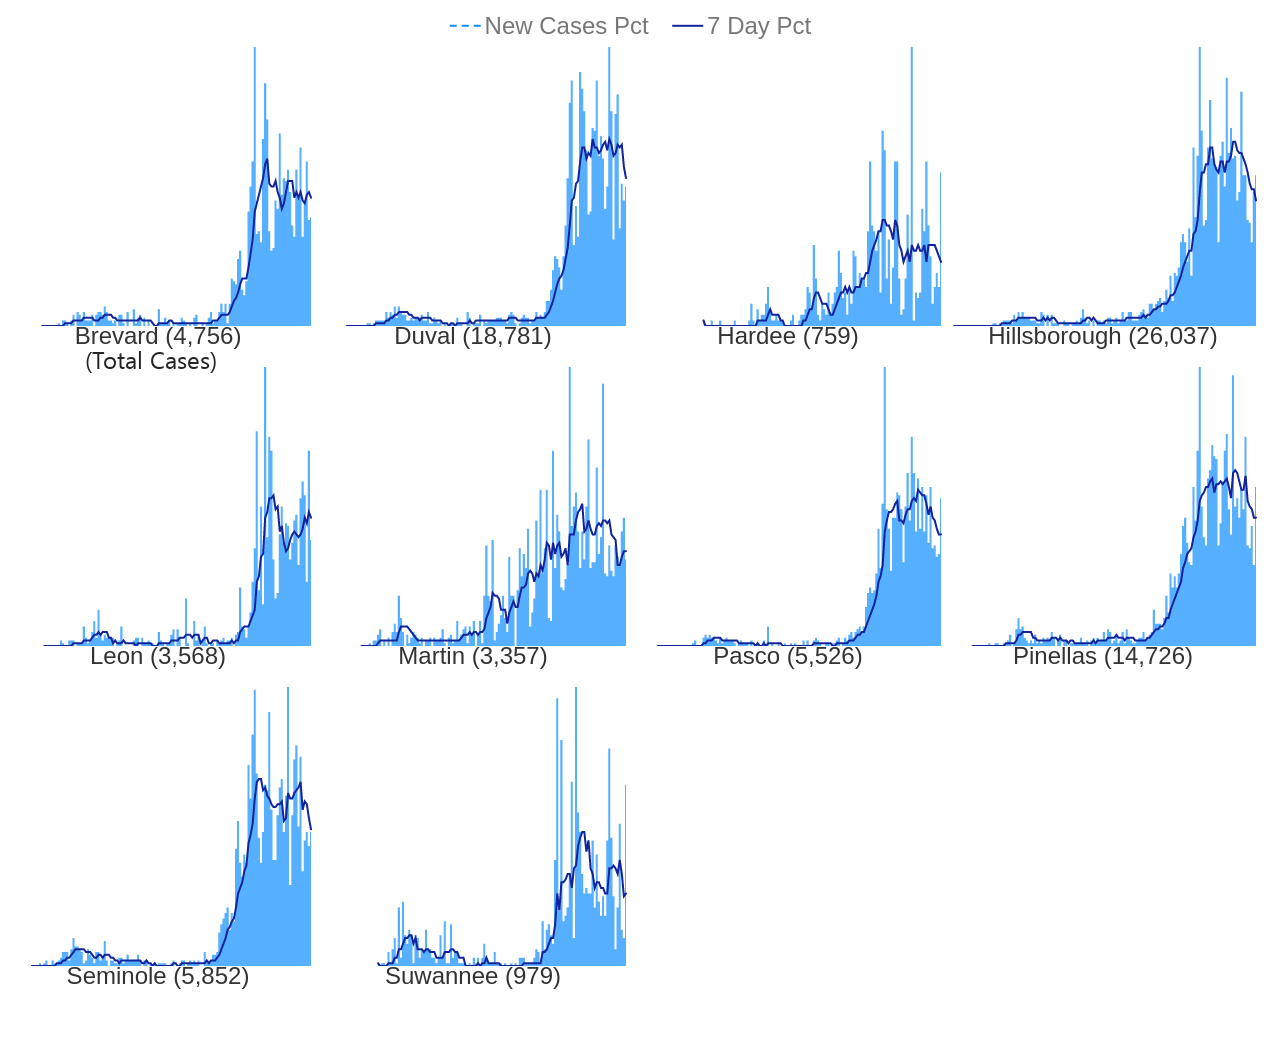 New Cases Pct 7 Day Pct
Brevard (4,756) Duval (18,781) Hardee (759) Hillsborough (26,037)
(Total Cases)
Leon (3,568) Martin (3,357) Pasco (5,526) Pinellas (14,726)
Seminole (5,852) Suwannee (979)